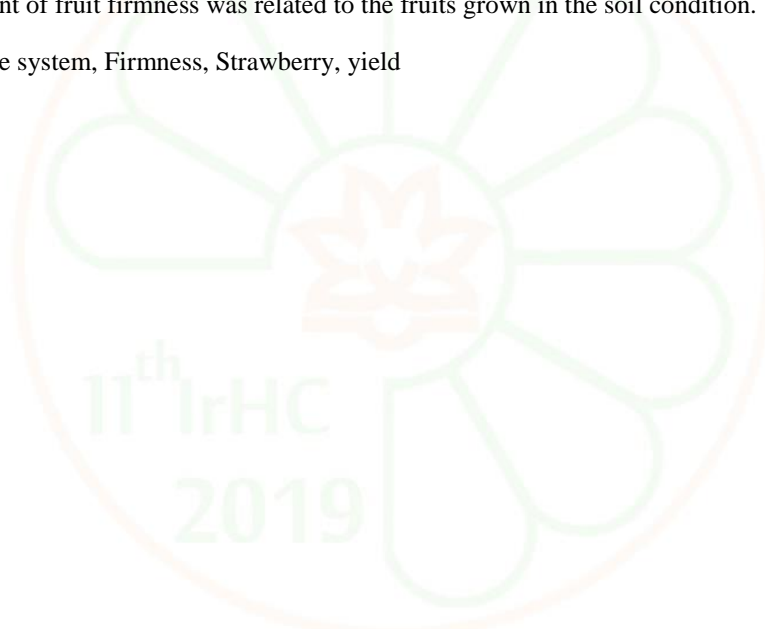 nt of fruit firmness was related to the fruits grown in the soil condition.
e system, Firmness, Strawberry, yield
11th IrHC
2019